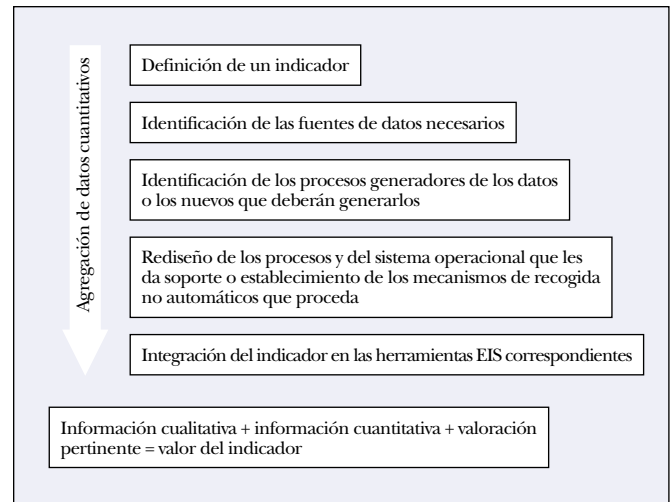 Agregación de datos cuantitativos
Definición de un indicador
Identificación de las fuentes de datos necesarios
Identificación de los procesos generadores de los datos
o los nuevos que deberán generarlos
Rediseño de los procesos y del sistema operacional que les
da soporte o establecimiento de los mecanismos de recogida
no automáticos que proceda
Integración del indicador en las herramientas EIS correspondientes
Información cualitativa + información cuantitativa + valoración
pertinente = valor del indicador